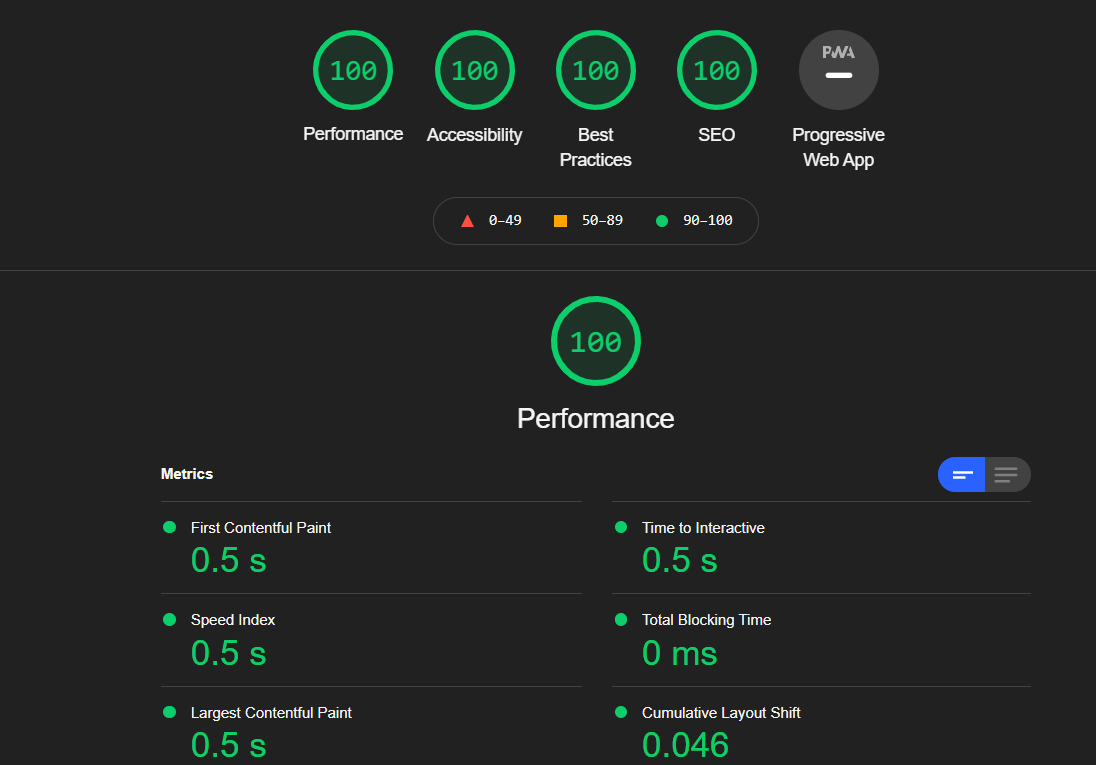 100 100 100 100 PWA
Performance Accessibility Best Practices SEO Progressive Web App
0–49 50–89 90–100
100
Performance
Metrics
First Contentful Paint
0.5 s
Time to Interactive
0.5 s
Speed Index
0.5 s
Total Blocking Time
0 ms
Largest Contentful Paint
0.5 s
Cumulative Layout Shift
0.046